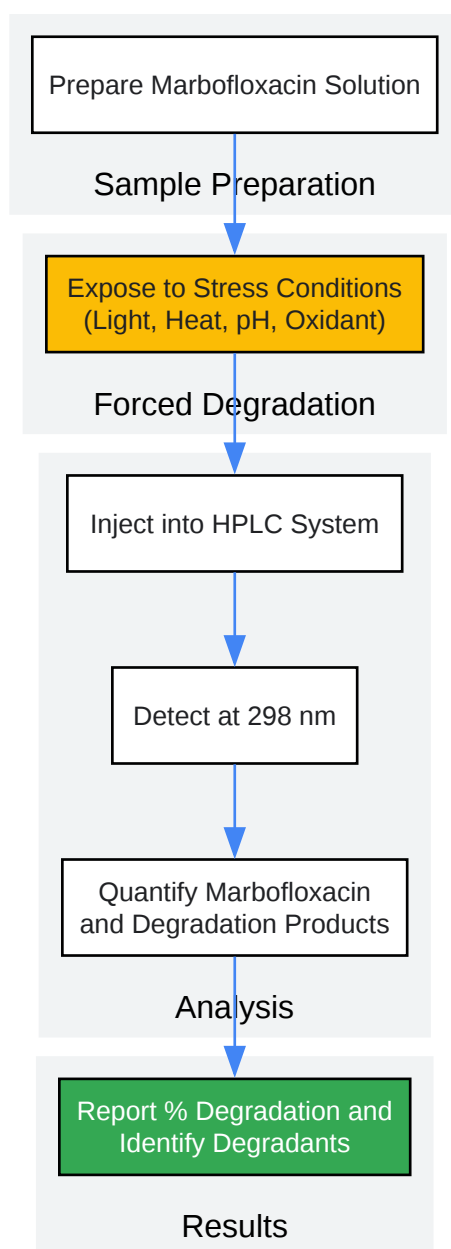 Prepare Marbofloxacin Solution
Sample Preparation
Expose to Stress Conditions
(Light, Heat, pH, Oxidant)
Forced Degradation
Inject into HPLC System
Detect at 298 nm
Quantify Marbofloxacin
and Degradation Products
Analysis
Report % Degradation and
Identify Degradants
Results